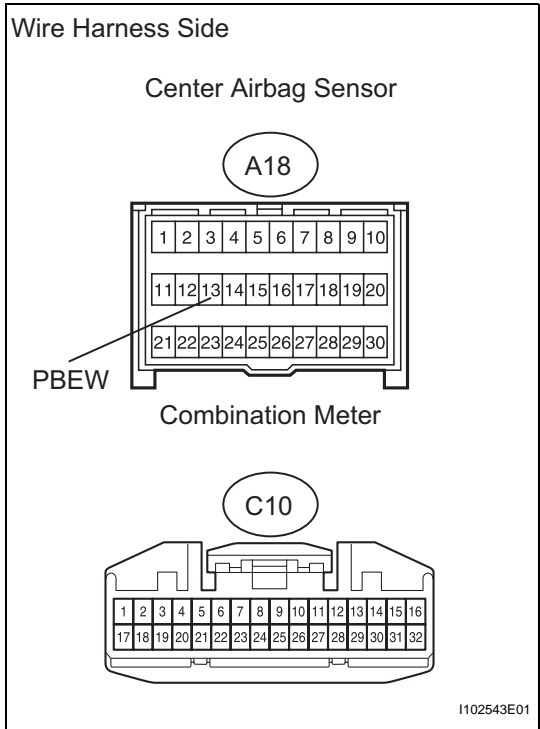 Wire Harness Side
Center Airbag Sensor
A18
1 2 3 4 5 6 7 8 9 10
11 12 13 14 15 16 17 18 19 20
21 22 23 24 25 26 27 28 29 30
PBEW
Combination Meter
C10
1 2 3 4 5 6 7 8 9 10 11 12 13 14 15 16
17 18 19 20 21 22 23 24 25 26 27 28 29 30 31 32
I102543E01